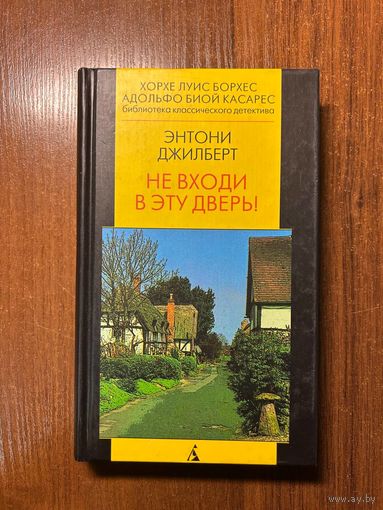 ХОРХЕ ЛУИС БОРХЕС
АДОЛЬФО БИОЙ КАСАРЕС
библиотека классического детектива
ЭНТОНИ
ДЖИЛБЕРТ
НЕ ВХОДИ
В ЭТУ ДВЕРЬ!
www.ay.by